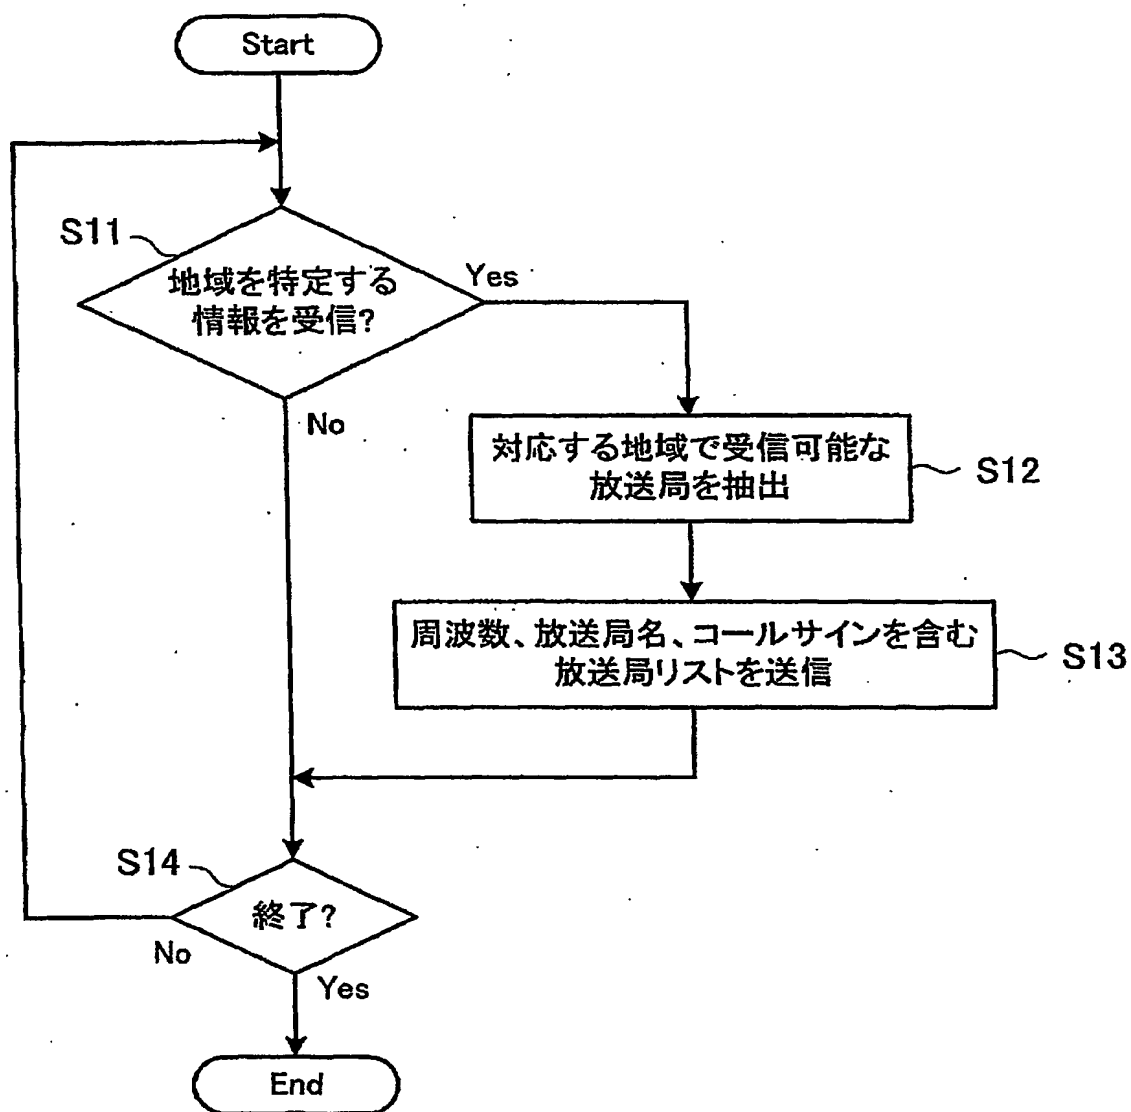 Start
S11
地域を特定する
情報を受信?
Yes
No
対応する地域で受信可能な
放送局を抽出
S12
周波数、放送局名、コールサインを含む
放送局リストを送信
S13
S14
終了?
No
Yes
End